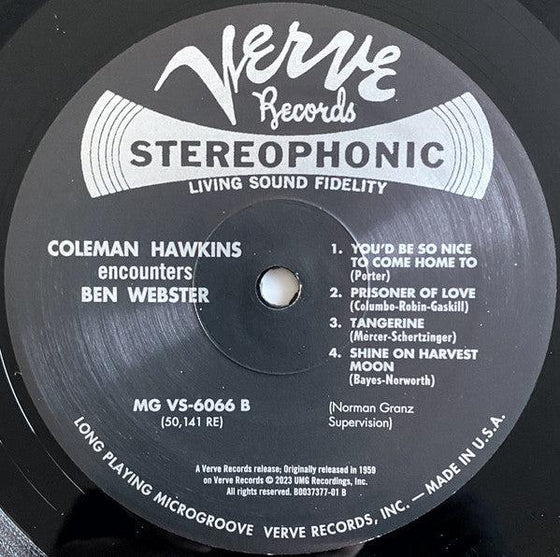 Verve
Records
STEREOPHONIC
LIVING SOUND FIDELITY
COLEMAN HAWKINS
encounters
BEN WEBSTER
1. YOU'D BE SO NICE
TO COME HOME TO
(Porter)
2. PRISONER OF LOVE
(Columbo-Robin-Gaskill)
3. TANGERINE
(Mercer-Schertzinger)
4. SHINE ON HARVEST
MOON
(Bayes-Norworth)
MG VS-6066 B
(50,141 RE)
(Norman Granz
Supervision)
A Verve Records release; Originally released in 1959
on Verve Records © 2023 UMG Recordings, Inc.
All rights reserved. B0037377-01 B
LONG PLAYING MICROGROOVE VERVE RECORDS, INC. — MADE IN U.S.A.